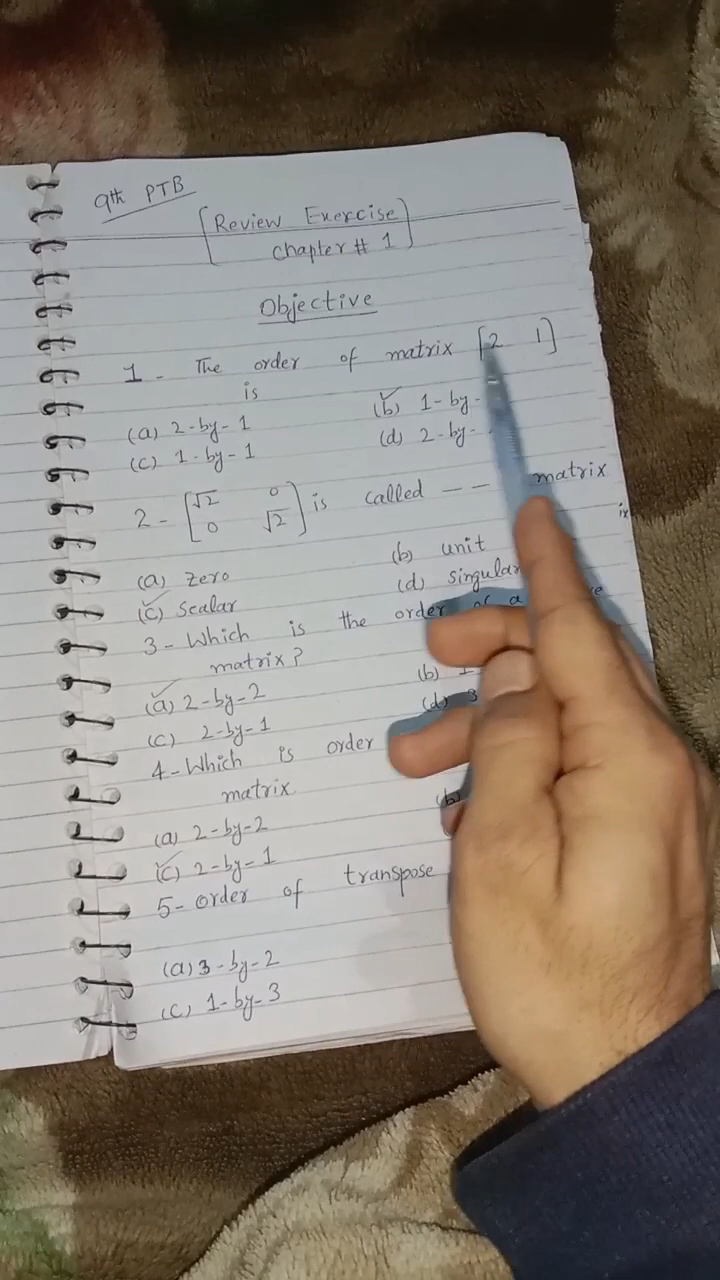 9th PTB
Review Exercise
Chapter # 1
Objective
1 - The order of matrix [2 1]
is
(a) 2-by-1 (b) 1-by-
(c) 1-by-1 (d) 2-by-
2 - [√2 0
0 √2] is called - - matrix
(a) zero (b) unit
(c) Scalar (d) singular
3 - Which is the order of a
matrix?
(a) 2-by-2 (b)
(c) 2-by-1 (d) 3
4 - Which is order
matrix
(a) 2-by-2 (b)
(c) 2-by-1
5 - order of transpose
(a) 3-by-2
(c) 1-by-3